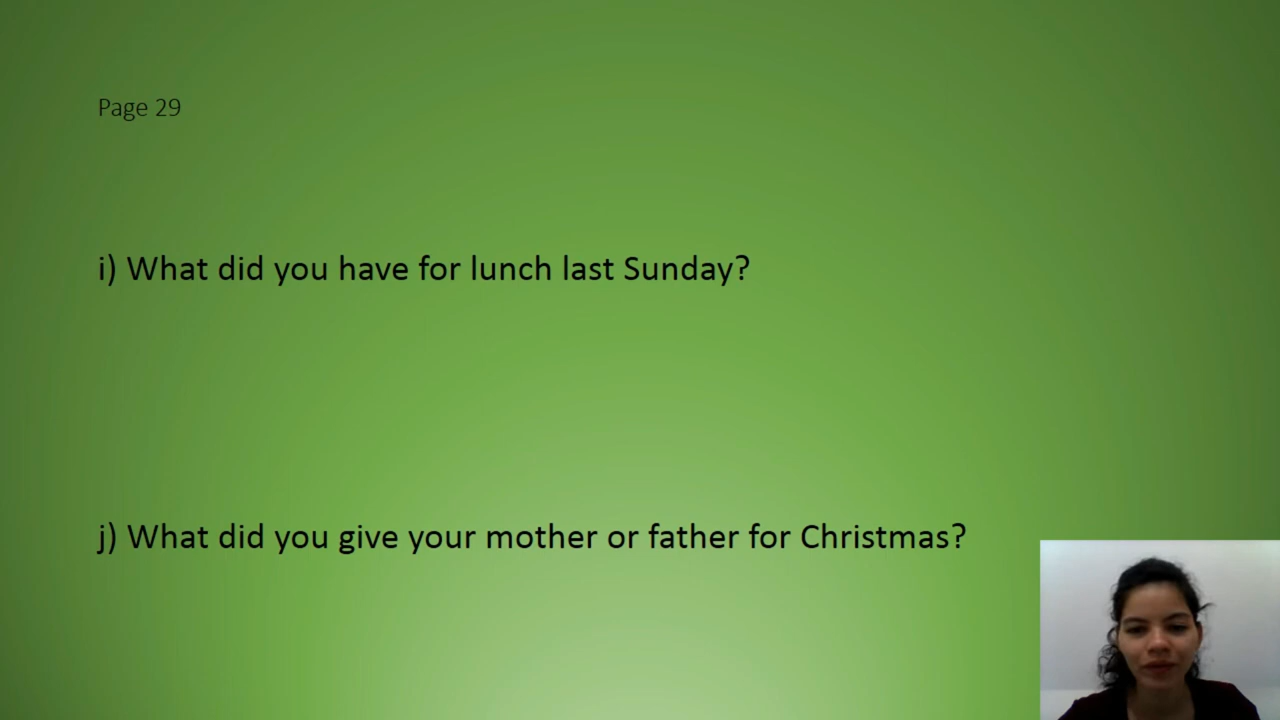 Page 29
i) What did you have for lunch last Sunday?
j) What did you give your mother or father for Christmas?